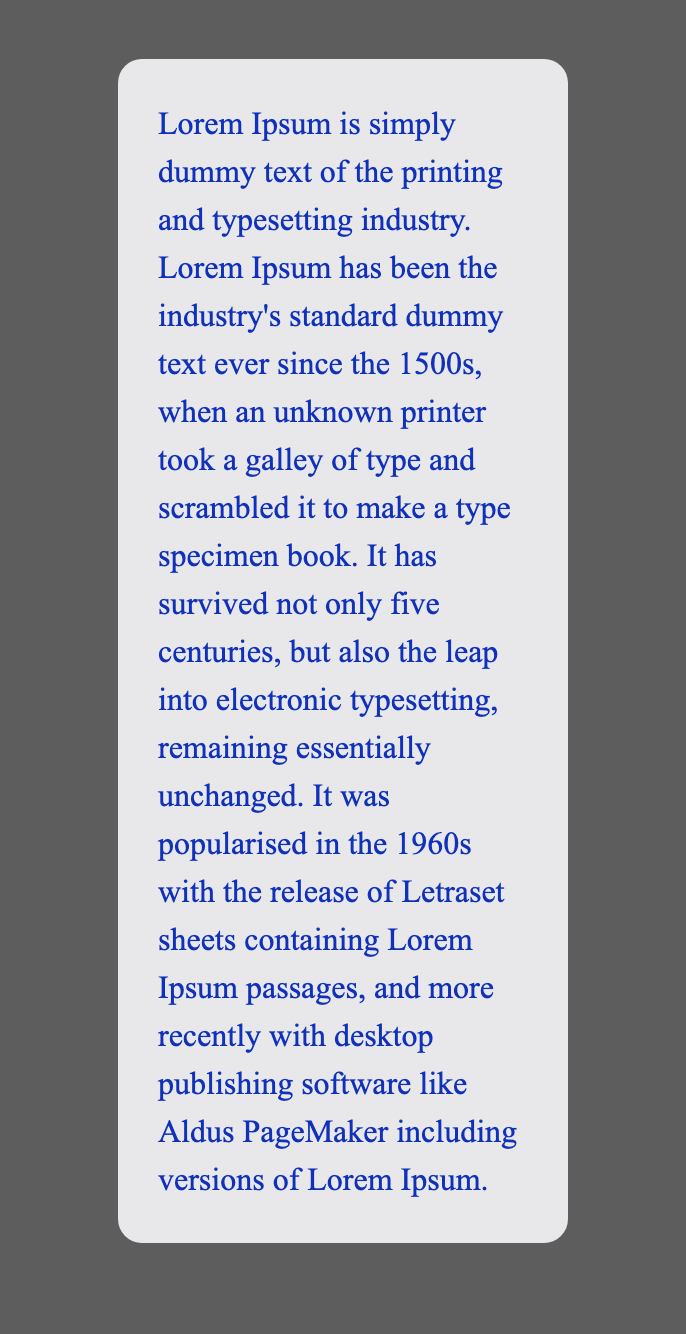 Lorem Ipsum is simply
dummy text of the printing
and typesetting industry.
Lorem Ipsum has been the
industry's standard dummy
text ever since the 1500s,
when an unknown printer
took a galley of type and
scrambled it to make a type
specimen book. It has
survived not only five
centuries, but also the leap
into electronic typesetting,
remaining essentially
unchanged. It was
popularised in the 1960s
with the release of Letraset
sheets containing Lorem
Ipsum passages, and more
recently with desktop
publishing software like
Aldus PageMaker including
versions of Lorem Ipsum.